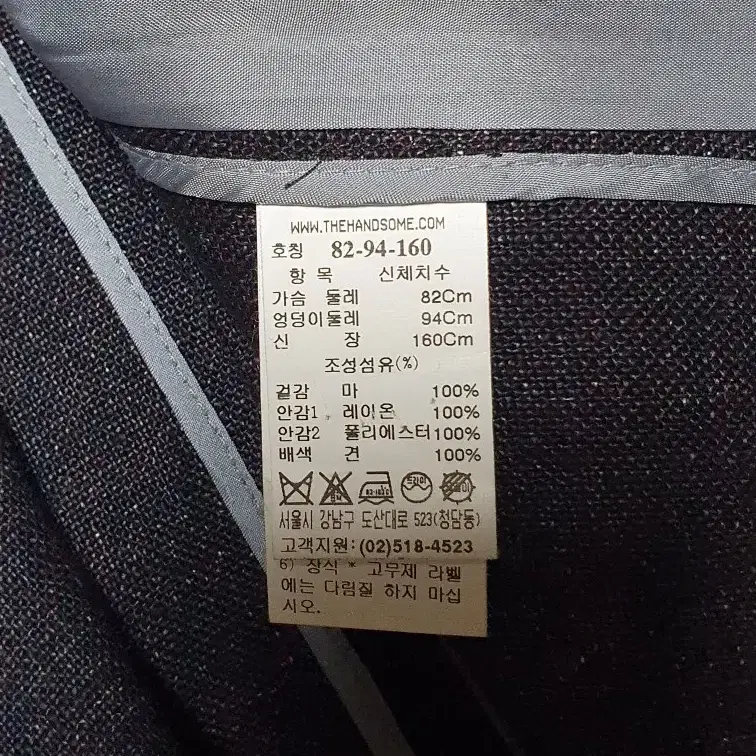 WWW.THEHANDSOME.COM
호칭 82-94-160
항 목 신체치수
가슴 둘레 82Cm
엉덩이둘레 94Cm
신 장 160Cm
조성섬유(%)
겉감 마 100%
안감1 레이온 100%
안감2 폴리에스터100%
배색 견 100%
드라이
서울시 강남구 도산대로 523(청담동)
고객지원:(02)518-4523
6) 장식 * 고무제 라벨
에는 다림질 하지 마십
시오.